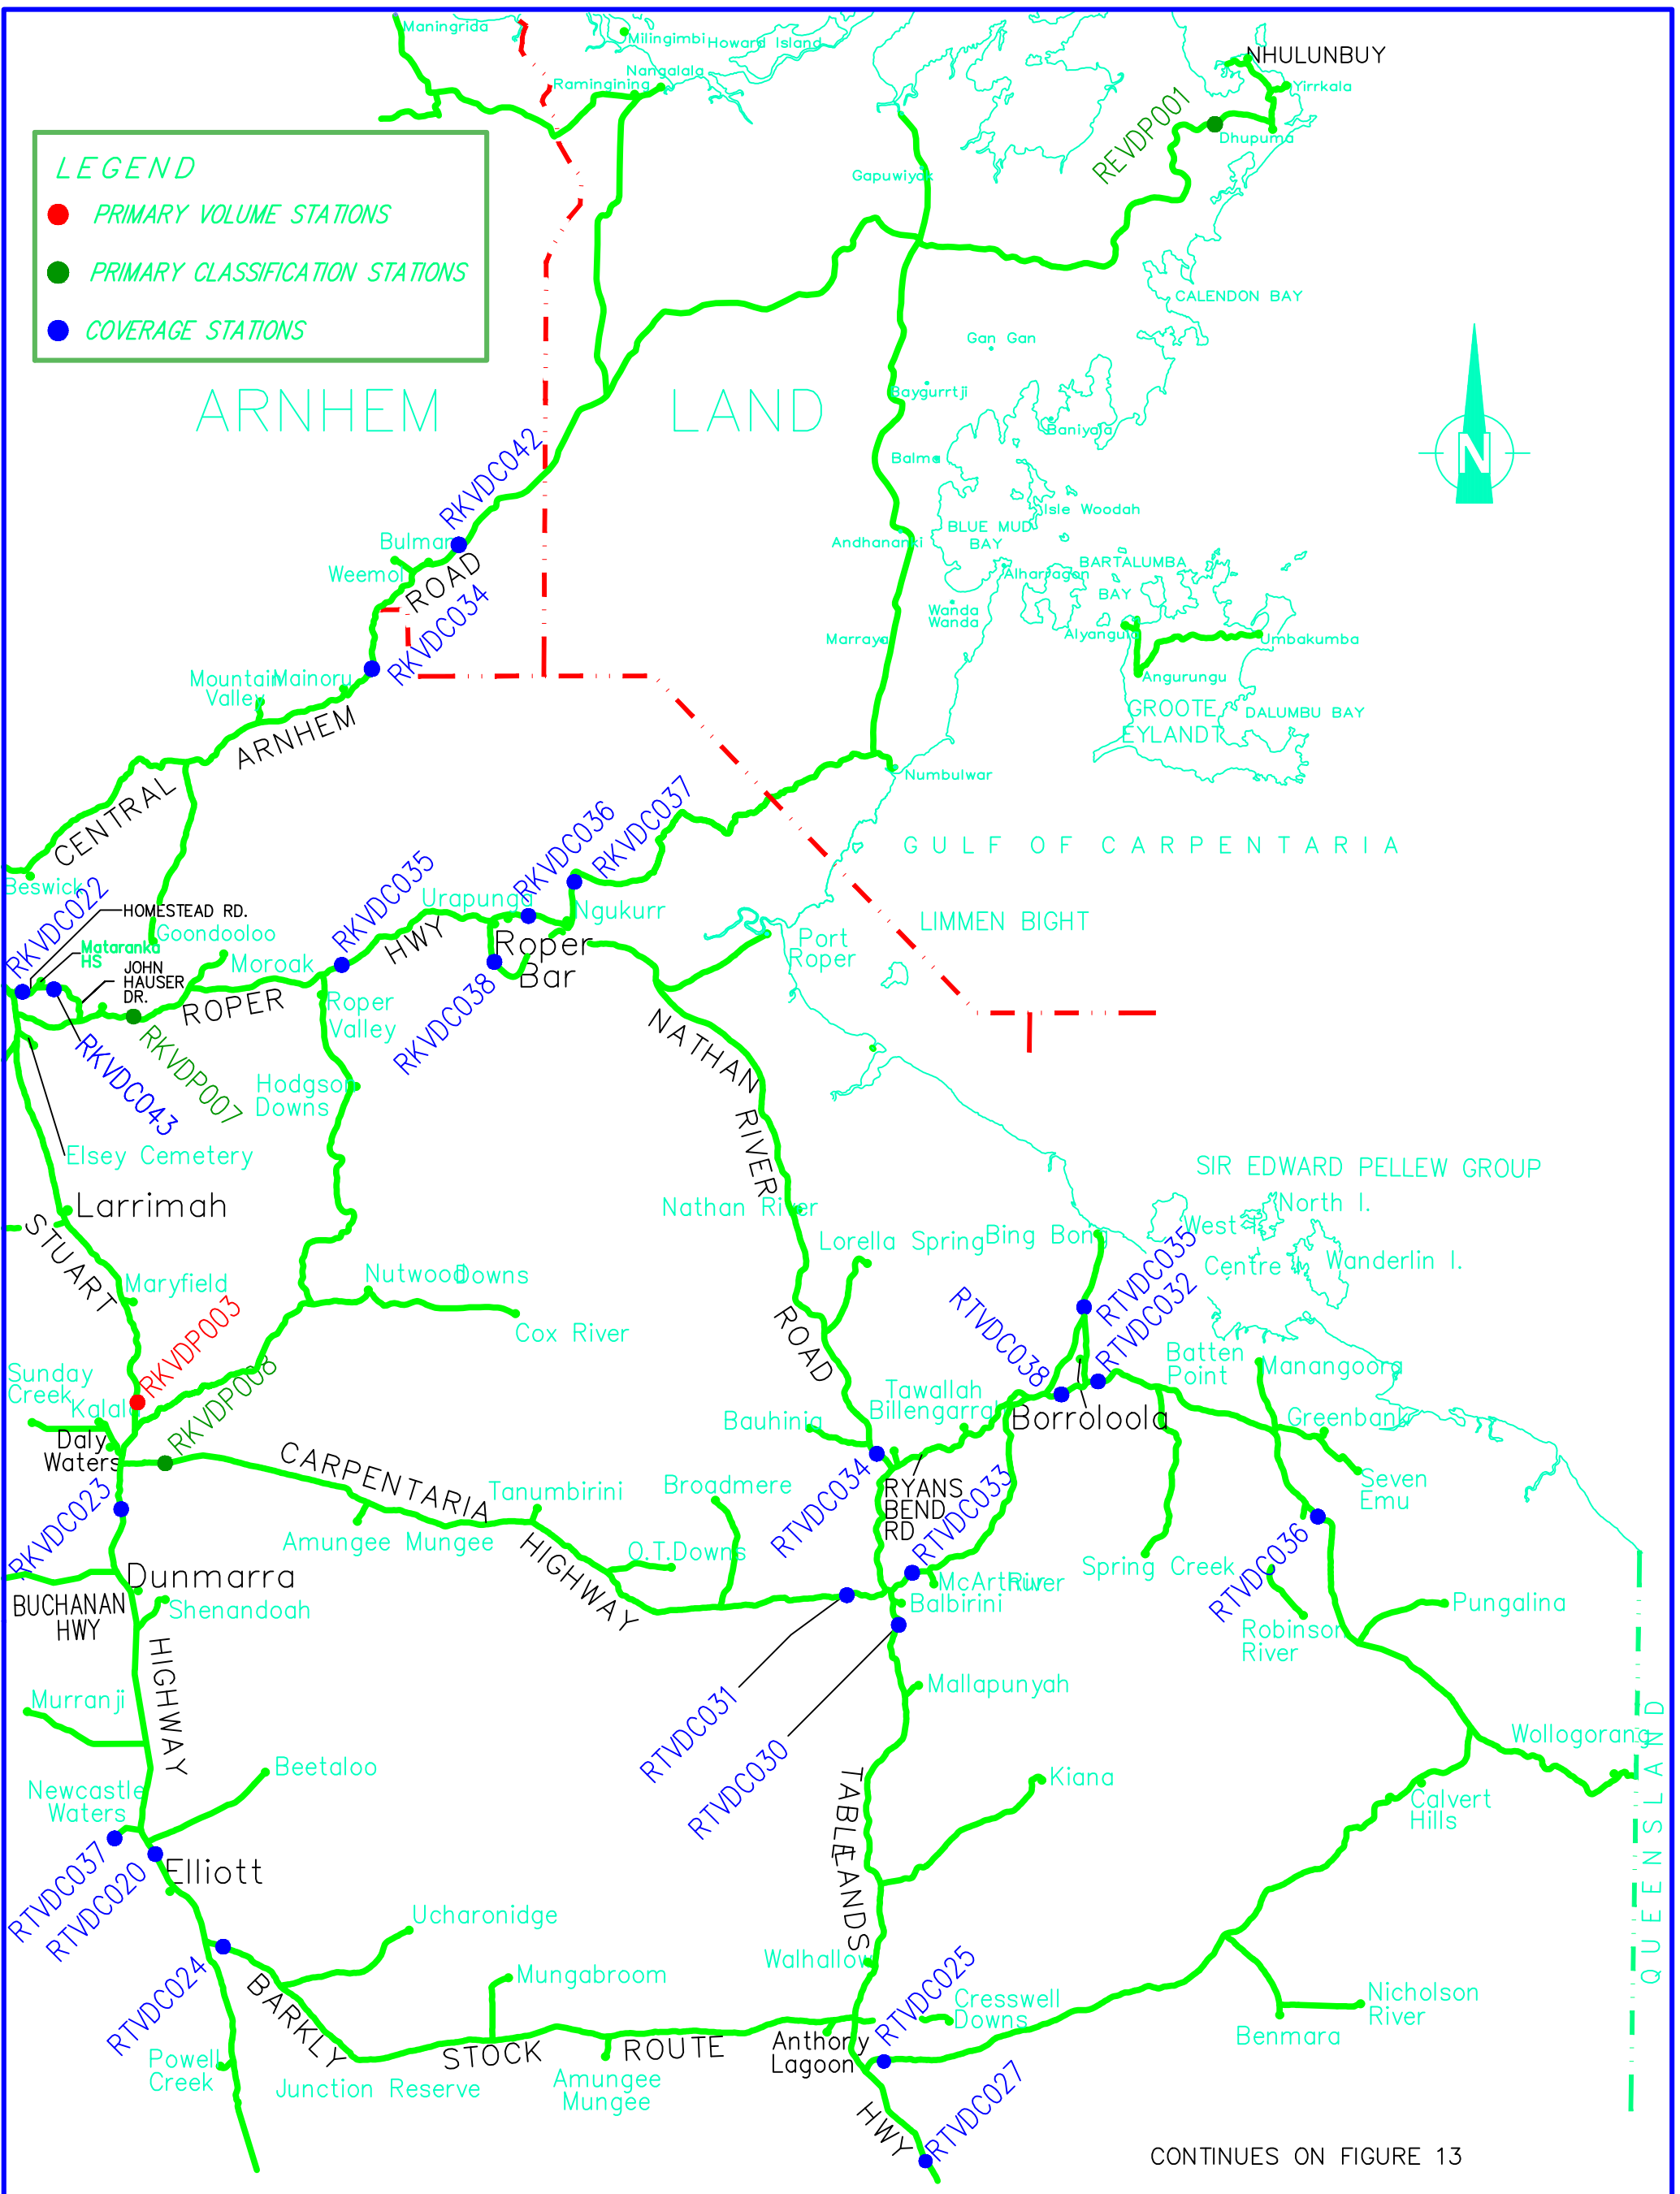 Maningrida
Milingimbi
Howard Island
Nangalala
Ramingining
NHULUNBUY
Yirrkala
REVDP001
Dhupuma
Gapuwiyak
LEGEND
PRIMARY VOLUME STATIONS
PRIMARY CLASSIFICATION STATIONS
COVERAGE STATIONS
CALENDON BAY
Gan Gan
ARNHEM LAND
Baygurrtji
Baniyala
N
RKVDC042
Balma
Isle Woodah
BLUE MUD
BAY
Bulman
Andhananki
Weemol
ROAD
BARTALUMBA
BAY
Alharragan
RKVDC034
Wanda
Wanda
Marraya
Alyangula
Umbakumba
Mountain
Valley
Mainoru
Angurungu
GROOTE
EYLANDT
DALUMBU BAY
ARNHEM
CENTRAL
Numbulwar
RKVDC036
RKVDC037
GULF OF CARPENTARIA
Beswick
RKVDC022
HOMESTEAD RD.
RKVDC035
Urapunga
Ngukurr
LIMMEN BIGHT
Goondooloo
Mataranka
HS
JOHN
HAUSER
DR.
Moroak
HWY
Roper
Bar
Port
Roper
ROPER
Roper
Valley
RKVDC038
NATHAN
RKVDC043
RKVDP007
Hodgson
Downs
Elsey Cemetery
RIVER
SIR EDWARD PELLEW GROUP
Larrimah
Nathan River
North I.
West I.
STUART
Lorella Spring
Bing Bong
RTVDC035
Centre I.
Wanderlin I.
Maryfield
Nutwood Downs
RTVDC032
RTVDC038
RKVDP003
Cox River
ROAD
Sunday
Creek
RKVDP008
Batten
Point
Manangoora
Kalala
Tawallah
Billengarrah
Borroloola
Bauhinia
Greenbank
Daly
Waters
CARPENTARIA
RYANS
BEND
RD
RTVDC034
RTVDC033
Seven
Emu
RKVDC023
Tanumbirini
Broadmere
Amungee Mungee
HIGHWAY
O.T.Downs
Spring Creek
RTVDC036
Dunmarra
BUCHANAN
HWY
Shenandoah
McArthur River
Balbirini
Pungalina
Robinson
River
HIGHWAY
Murranji
RTVDC031
RTVDC030
Mallapunyah
Wollogorang
Beetaloo
Newcastle
Waters
Kiana
Calvert
Hills
TABLELANDS
QUEENSLAND
RTVDC037
RTVDC020
Elliott
Ucharonidge
RTVDC024
Walhallow
RTVDC025
BARKLY
Mungabroom
Cresswell
Downs
Nicholson
River
Benmara
STOCK
ROUTE
Anthony
Lagoon
Powell
Creek
Junction Reserve
Amungee
Mungee
HWY
RTVDC027
CONTINUES ON FIGURE 13